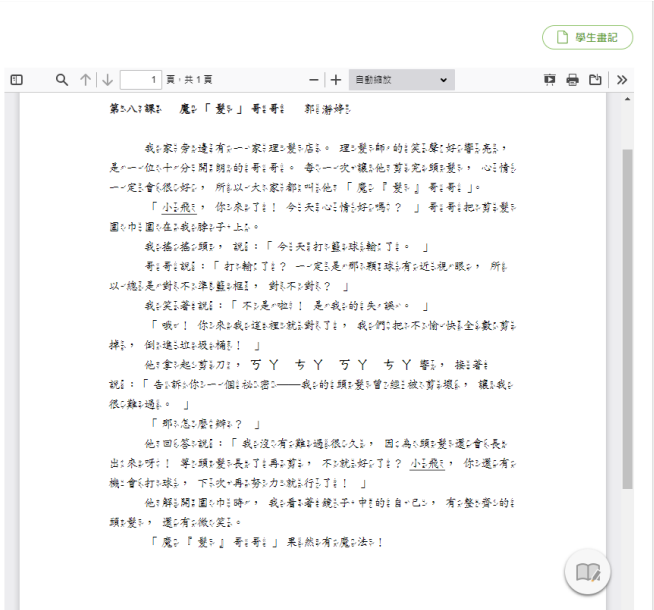 學生畫記
1 頁，共 1 頁
自動縮放
第八課 魔「髮」哥哥 郭瀞婷
我家旁邊有一家理髮店。理髮師的笑聲好響亮，
是一位十分開朗的哥哥。每一次讓他剪完頭髮，心情
一定會很好，所以大家都叫他「魔『髮』哥哥」。
「小飛，你來了！今天心情好嗎？」哥哥把剪髮
圍巾圍在我脖子上。
我搖搖頭，說：「今天打籃球輸了。」
哥哥說：「打輸了？一定是那顆球有近視眼，所
以總是對不準籃框，對不對？」
我笑著說：「不是啦！是我的失誤。」
「哦！你來我這裡就對了，我們把不愉快全數剪
掉，倒進垃圾桶！」
他拿起剪刀，ㄎㄚ ㄘㄚ ㄎㄚ ㄘㄚ響，接著
說：「告訴你一個祕密——我的頭髮曾經被剪壞，讓我
很難過。」
「那怎麼辦？」
他回答說：「我沒有難過很久，因為頭髮還會長
出來呀！等頭髮長了再剪，不就好了？小飛，你還有
機會打球，下次再努力就行了！」
他解開圍巾時，我看著鏡子中的自己，有整齊的
頭髮，還有微笑。
「魔『髮』哥哥」果然有魔法！